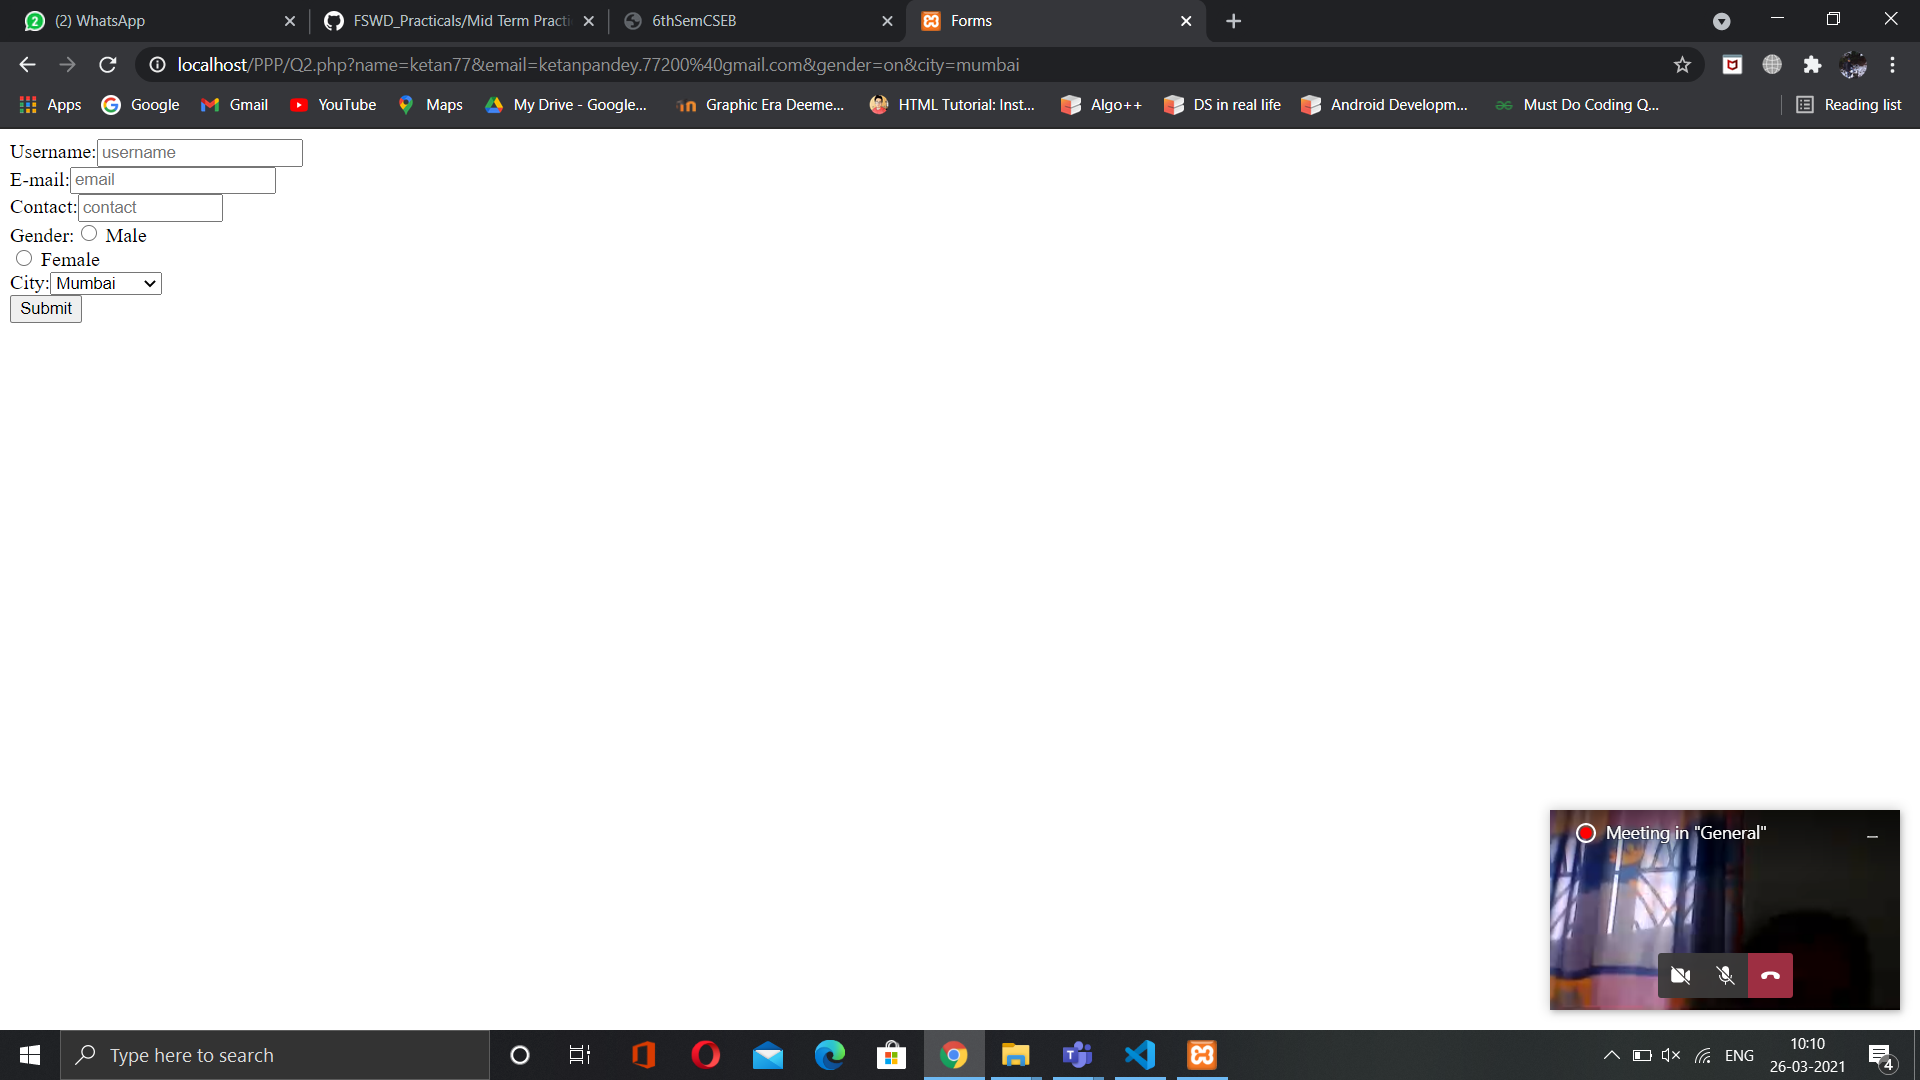 (2) WhatsApp
FSWD_Practicals/Mid Term Practi
6thSemCSEB
Forms
localhost/PPP/Q2.php?name=ketan77&email=ketanpandey.77200%40gmail.com&gender=on&city=mumbai
Apps
Google
Gmail
YouTube
Maps
My Drive - Google...
Graphic Era Deeme...
HTML Tutorial: Inst...
Algo++
DS in real life
Android Developm...
Must Do Coding Q...
Reading list
Username: username
E-mail: email
Contact: contact
Gender: Male
Female
City: Mumbai
Submit
Meeting in "General"
Type here to search
ENG
10:10
26-03-2021
4